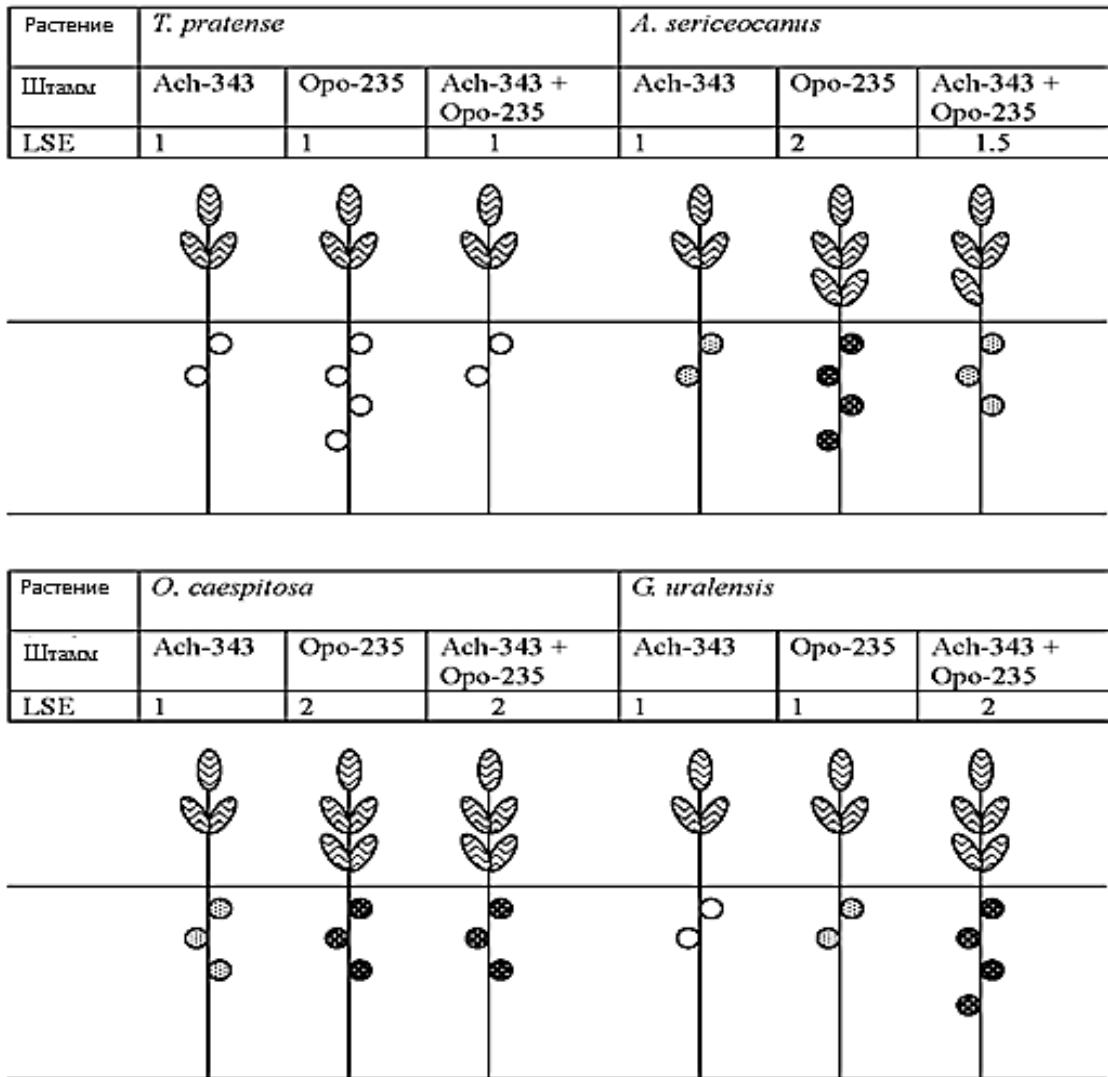 Растение T. pratense A. sericeocanus
Штамм Ach-343 Opo-235 Ach-343 + Opo-235 Ach-343 Opo-235 Ach-343 + Opo-235
LSE 1 1 1 1 2 1.5
Растение O. caespitosa G. uralensis
Штамм Ach-343 Opo-235 Ach-343 + Opo-235 Ach-343 Opo-235 Ach-343 + Opo-235
LSE 1 2 2 1 1 2